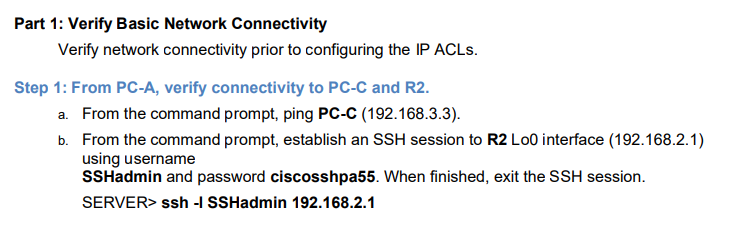 Part 1: Verify Basic Network Connectivity
Verify network connectivity prior to configuring the IP ACLs.
Step 1: From PC-A, verify connectivity to PC-C and R2.
a. From the command prompt, ping PC-C (192.168.3.3).
b. From the command prompt, establish an SSH session to R2 Lo0 interface (192.168.2.1)
using username
SSHadmin and password ciscosshpa55. When finished, exit the SSH session.
SERVER> ssh -l SSHadmin 192.168.2.1